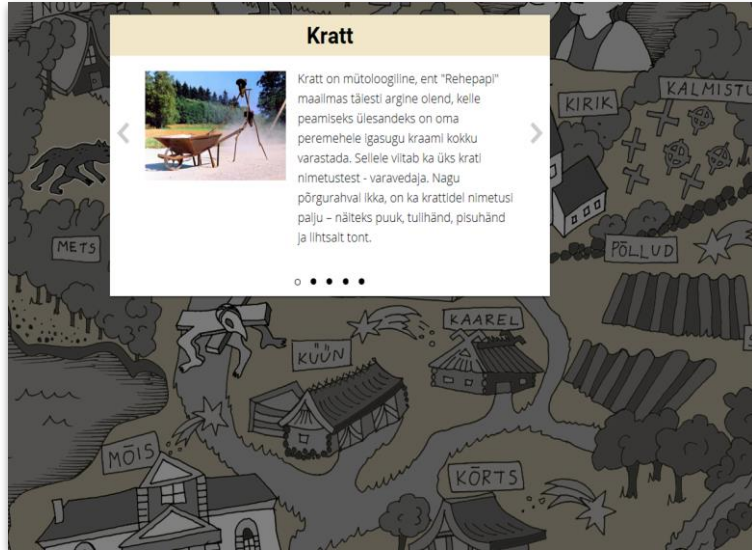 NÕID
Kratt
Kratt on mütoloogiline, ent "Rehepapi"
maailmas täiesti argine olend, kelle
peamiseks ülesandeks on oma
peremehele igasugu kraami kokku
varastada. Sellele viitab ka üks krati
nimetustest - varavedaja. Nagu
põrgurahval ikka, on ka krattidel nimetusi
palju – näiteks puuk, tulihänd, pisuhänd
ja lihtsalt tont.
KIRIK
KALMISTU
METS
PÕLLUD
KAAREL
KÜÜN
MÕIS
KÕRTS